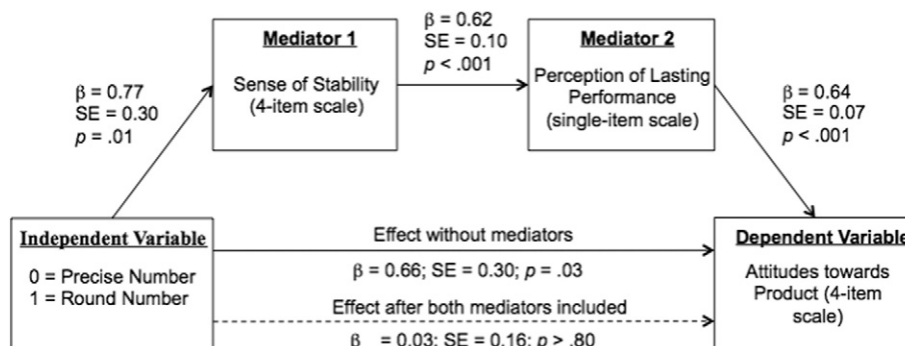 Mediator 1
Sense of Stability
(4-item scale)
β = 0.62
SE = 0.10
p < .001
Mediator 2
Perception of Lasting
Performance
(single-item scale)
β = 0.77
SE = 0.30
p = .01
β = 0.64
SE = 0.07
p < .001
Independent Variable
0 = Precise Number
1 = Round Number
Effect without mediators
β = 0.66; SE = 0.30; p = .03
Effect after both mediators included
β = 0.03; SE = 0.16; p > .80
Dependent Variable
Attitudes towards
Product (4-item
scale)